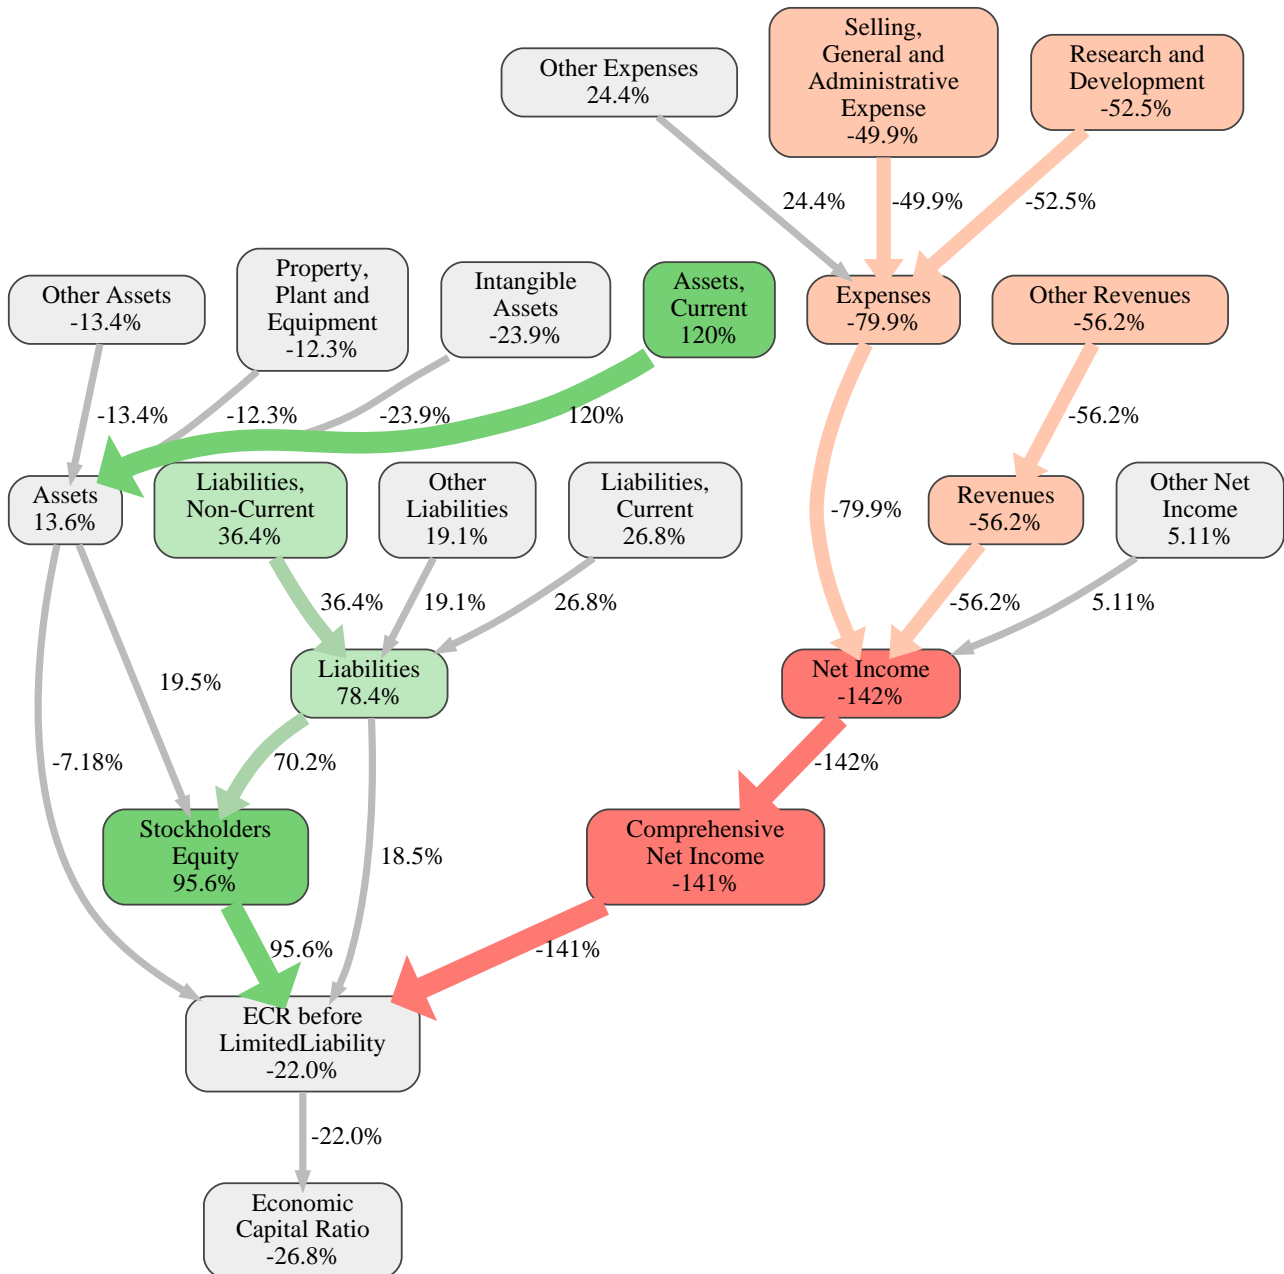 Other Expenses
24.4%
Selling,
General and
Administrative
Expense
-49.9%
Research and
Development
-52.5%
24.4%
-49.9%
-52.5%
Other Assets
-13.4%
Property,
Plant and
Equipment
-12.3%
Intangible
Assets
-23.9%
Assets,
Current
120%
Expenses
-79.9%
Other Revenues
-56.2%
-13.4%
-12.3%
-23.9%
120%
-56.2%
Assets
13.6%
Liabilities,
Non-Current
36.4%
Other
Liabilities
19.1%
Liabilities,
Current
26.8%
-79.9%
Revenues
-56.2%
Other Net
Income
5.11%
36.4%
19.1%
26.8%
-56.2%
5.11%
19.5%
Liabilities
78.4%
Net Income
-142%
-7.18%
70.2%
-142%
Stockholders
Equity
95.6%
18.5%
Comprehensive
Net Income
-141%
95.6%
-141%
ECR before
LimitedLiability
-22.0%
-22.0%
Economic
Capital Ratio
-26.8%